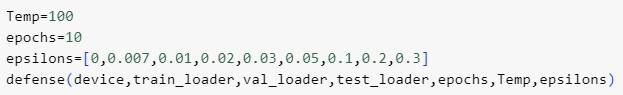 Temp=100
epochs=10
epsilons=[0,0.007,0.01,0.02,0.03,0.05,0.1,0.2,0.3]
defense(device,train_loader,val_loader,test_loader,epochs,Temp,epsilons)